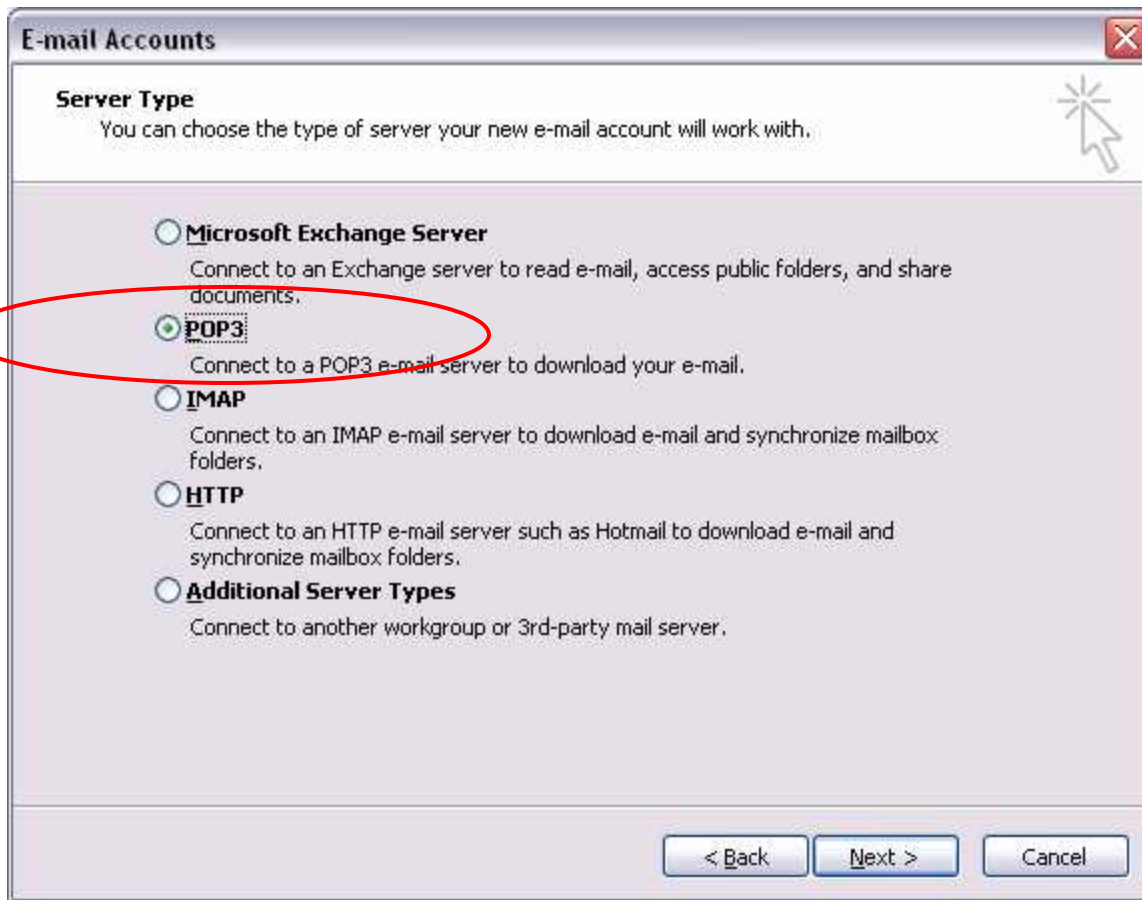 E-mail Accounts
Server Type
You can choose the type of server your new e-mail account will work with.
Microsoft Exchange Server
Connect to an Exchange server to read e-mail, access public folders, and share
documents.
POP3
Connect to a POP3 e-mail server to download your e-mail.
IMAP
Connect to an IMAP e-mail server to download e-mail and synchronize mailbox
folders.
HTTP
Connect to an HTTP e-mail server such as Hotmail to download e-mail and
synchronize mailbox folders.
Additional Server Types
Connect to another workgroup or 3rd-party mail server.
< Back Next > Cancel